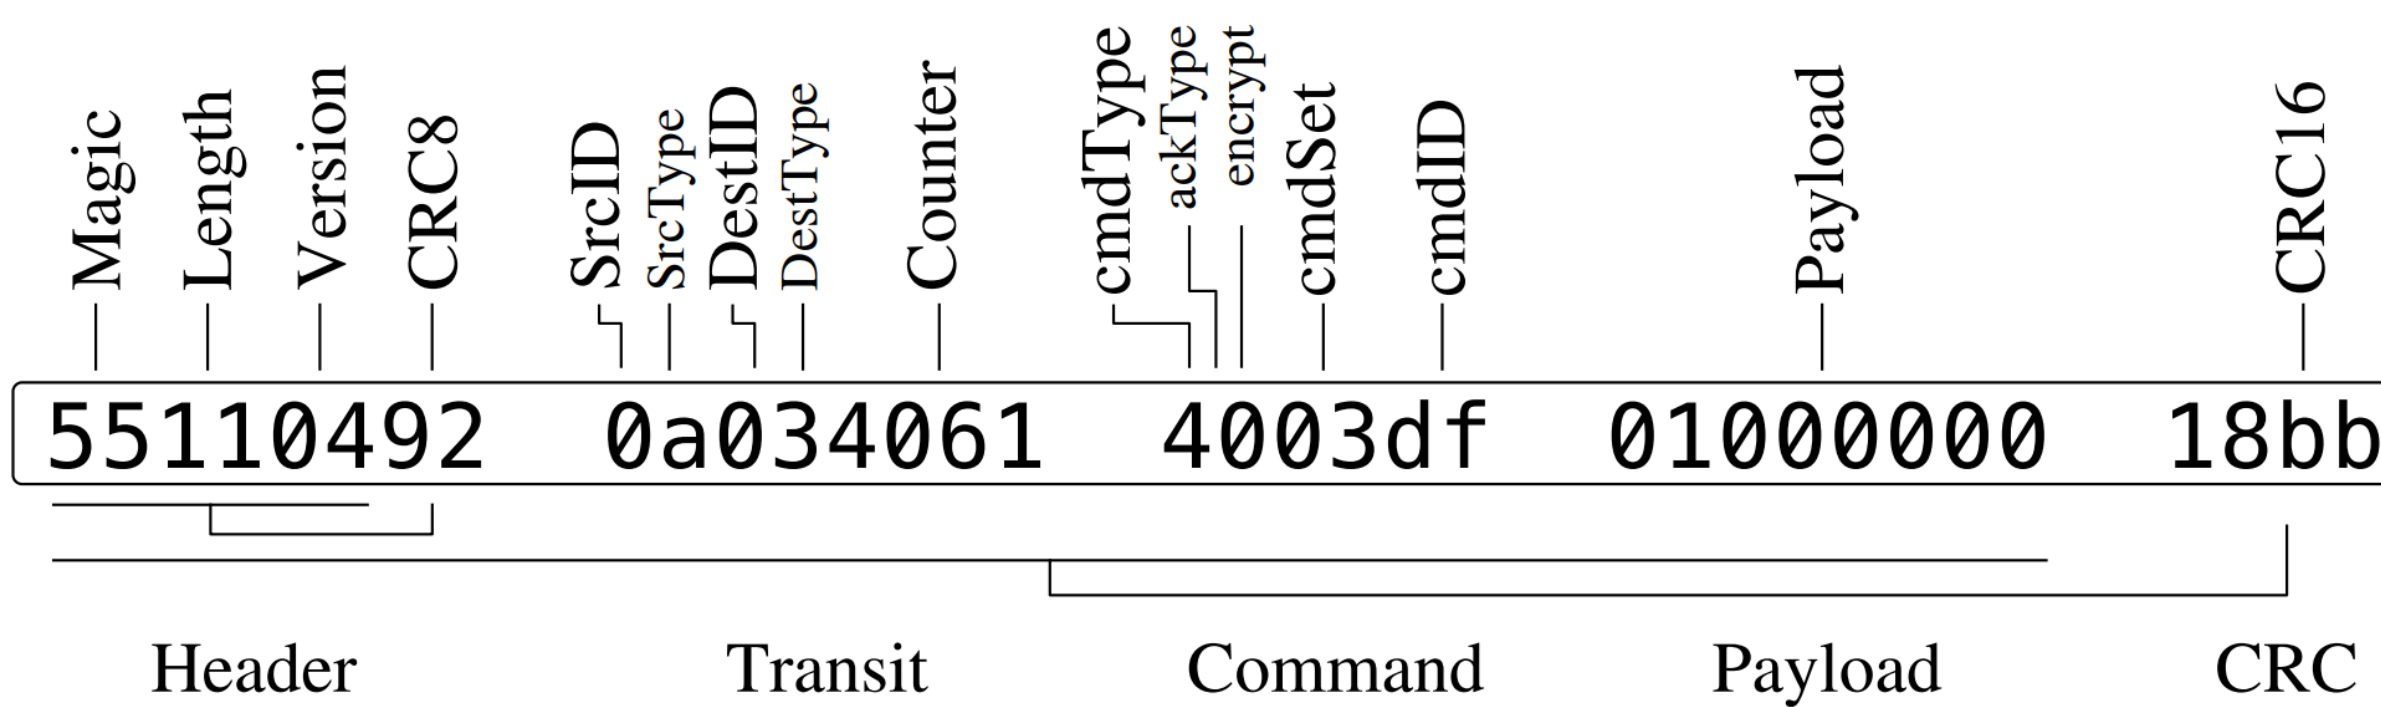 Magic Length Version CRC8 SrcID SrcType DestID DestType Counter cmdType ackType encrypt cmdSet cmdID Payload CRC16
55110492 0a034061 4003df 01000000 18bb
Header Transit Command Payload CRC